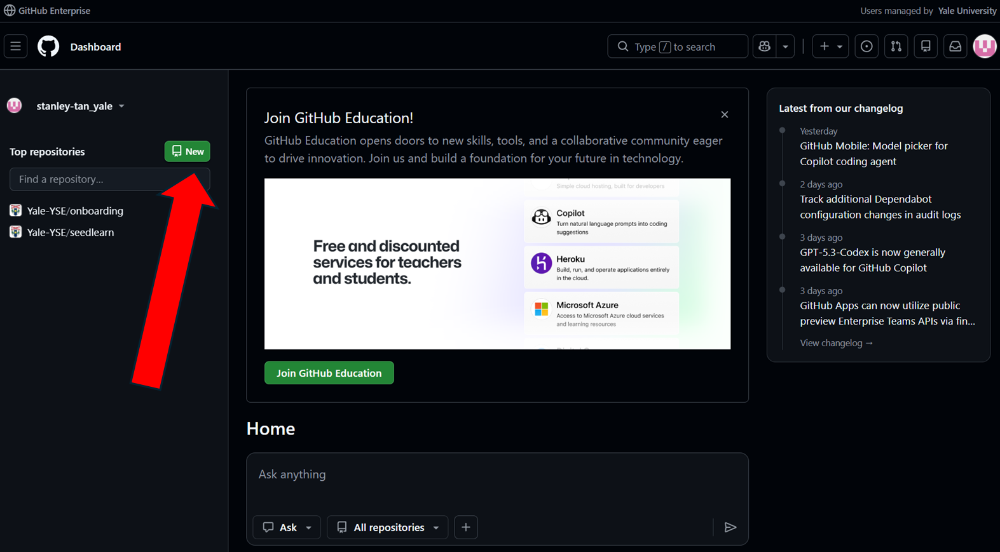 GitHub Enterprise
Users managed by Yale University
Dashboard
Type / to search
stanley-tan_yale
Top repositories
New
Find a repository...
Yale-YSE/onboarding
Yale-YSE/seedlearn
Join GitHub Education!
GitHub Education opens doors to new skills, tools, and a collaborative community eager
to drive innovation. Join us and build a foundation for your future in technology.
Free and discounted
services for teachers
and students.
Simple cloud hosting, built for developers
Copilot
Turn natural language prompts into coding
suggestions
Heroku
Build, run, and operate applications entirely
in the cloud.
Microsoft Azure
Access to Microsoft Azure cloud services
and learning resources
Join GitHub Education
Home
Ask anything
Ask
All repositories
Latest from our changelog
Yesterday
GitHub Mobile: Model picker for
Copilot coding agent
2 days ago
Track additional Dependabot
configuration changes in audit logs
3 days ago
GPT-5.3-Codex is now generally
available for GitHub Copilot
3 days ago
GitHub Apps can now utilize public
preview Enterprise Teams APIs via fin...
View changelog →